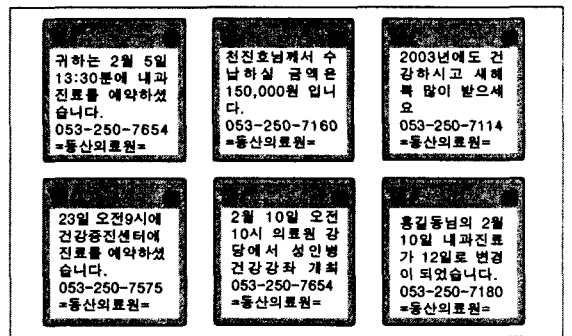 귀하는 2월 5일
13:30분에 내과
진료를 예약하셨
습니다.
053-250-7654
=동산의료원=
천진호님께서 수
납하실 금액은
150,000원 입니
다.
053-250-7160
=동산의료원=
2003년에도 건
강하시고 새해
복 많이 받으세
요
053-250-7114
=동산의료원=
23일 오전9시에
건강증진센터에
진료를 예약하셨
습니다.
053-250-7575
=동산의료원=
2월 10일 오전
10시 의료원 강
당에서 성인병
건강강좌 개최
053-250-7654
=동산의료원=
홍길동님의 2월
10일 내과진료
가 12일로 변경
이 되었습니다.
053-250-7180
=동산의료원=